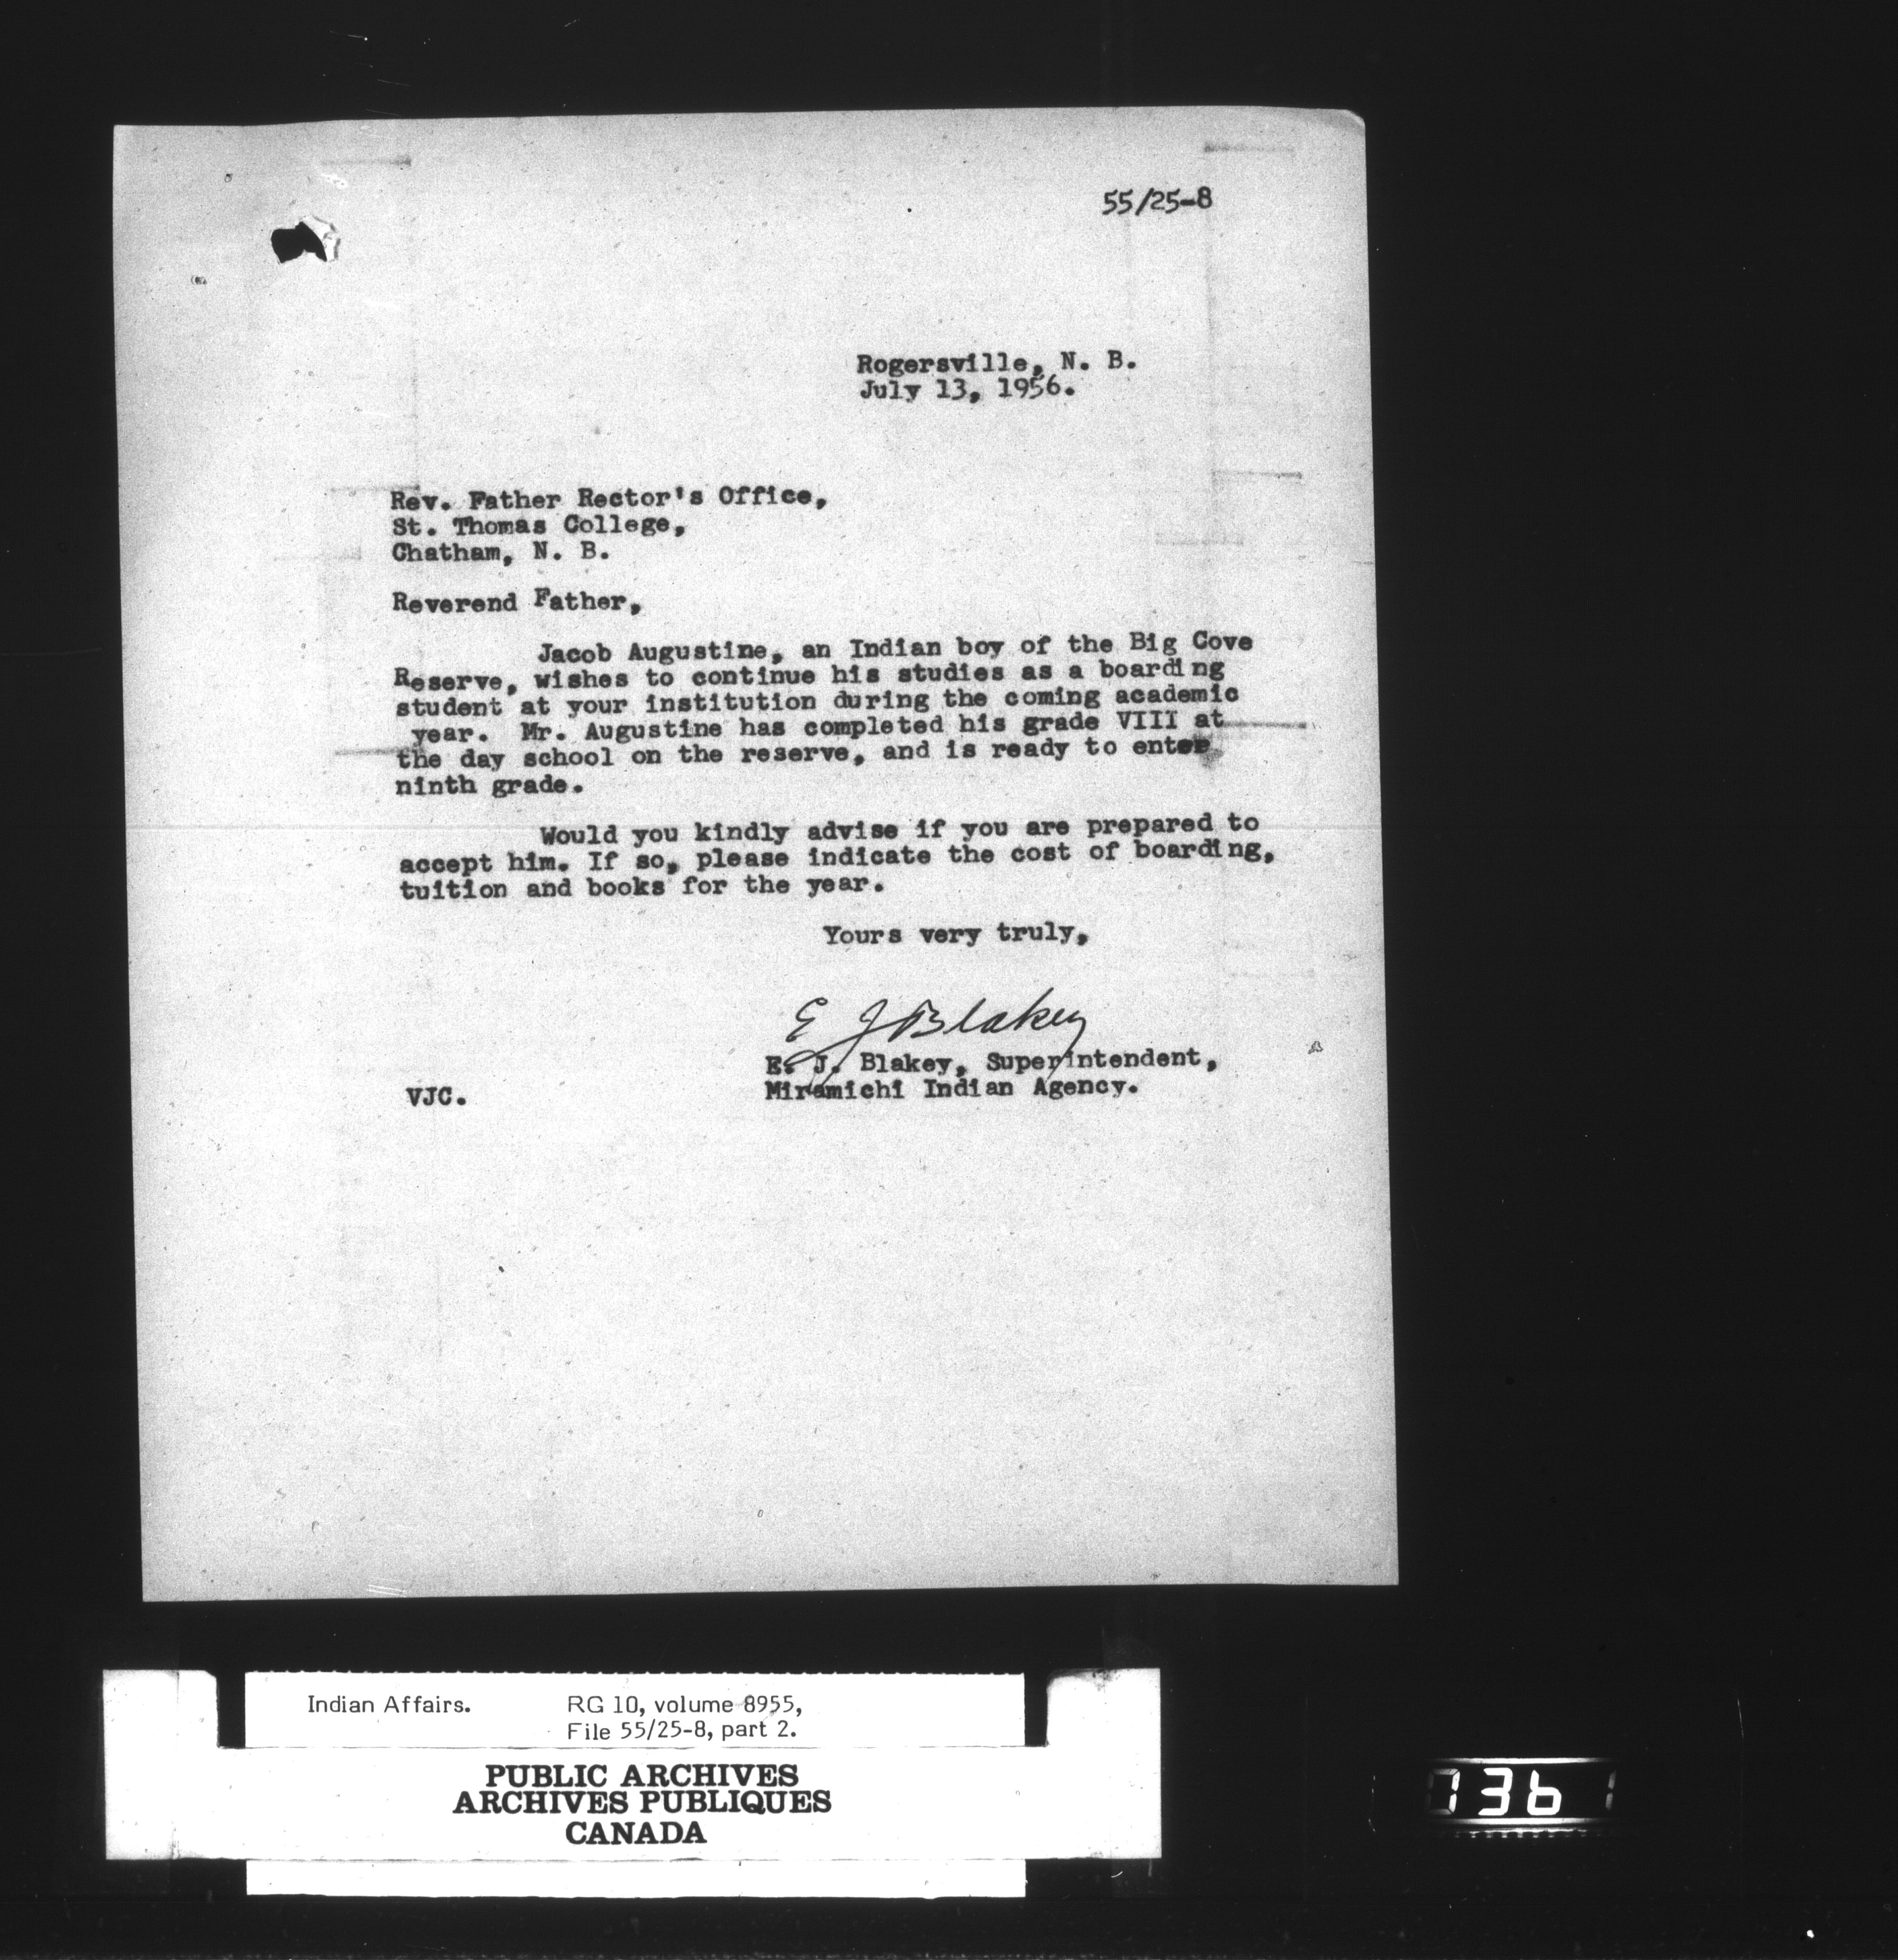 55/25-8
Rogersville, N. B.
July 13, 1956.
Rev. Father Rector's Office,
St. Thomas College,
Chatham, N. B.
Reverend Father,
Jacob Augustine, an Indian boy of the Big Cove
Reserve, wishes to continue his studies as a boarding
student at your institution during the coming academic
year. Mr. Augustine has completed his grade VIII at
the day school on the reserve, and is ready to enter
ninth grade.
Would you kindly advise if you are prepared to
accept him. If so, please indicate the cost of boarding,
tuition and books for the year.
Yours very truly,
E J Blakey
E. J. Blakey, Superintendent,
Miramichi Indian Agency.
VJC.
Indian Affairs. RG 10, volume 8955,
File 55/25-8, part 2.
PUBLIC ARCHIVES
ARCHIVES PUBLIQUES
CANADA